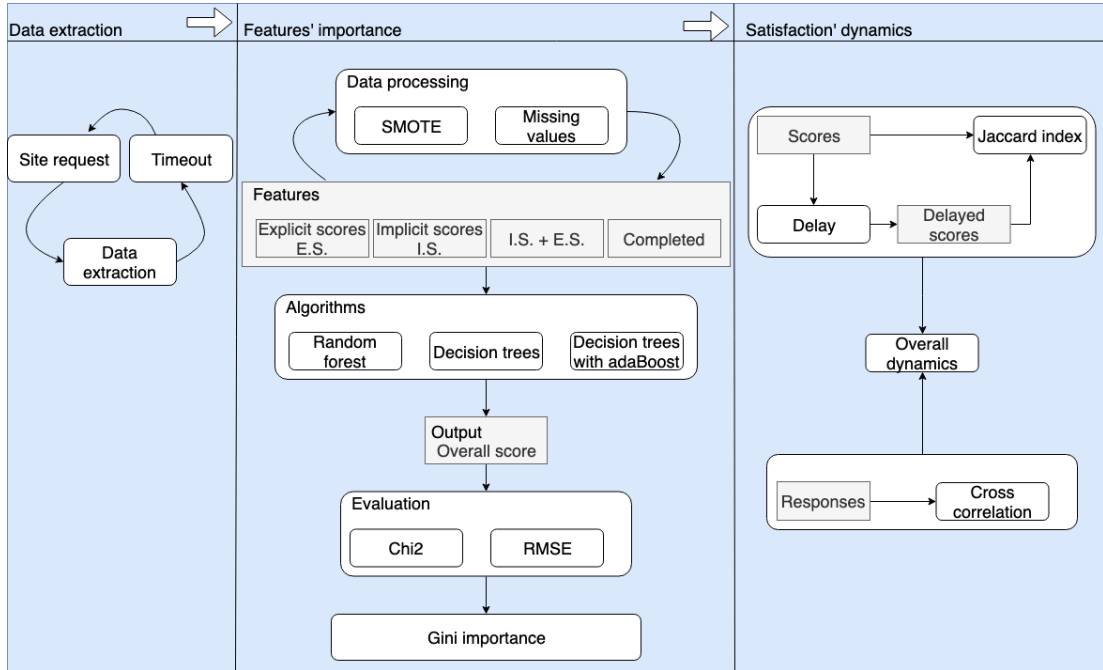 Data extraction
Features' importance
Satisfaction' dynamics
Site request
Timeout
Data
extraction
Data processing
SMOTE
Missing
values
Features
Explicit scores
E.S.
Implicit scores
I.S.
I.S. + E.S.
Completed
Algorithms
Random
forest
Decision trees
Decision trees
with adaBoost
Output
Overall score
Evaluation
Chi2
RMSE
Gini importance
Scores
Jaccard index
Delay
Delayed
scores
Overall
dynamics
Responses
Cross
correlation